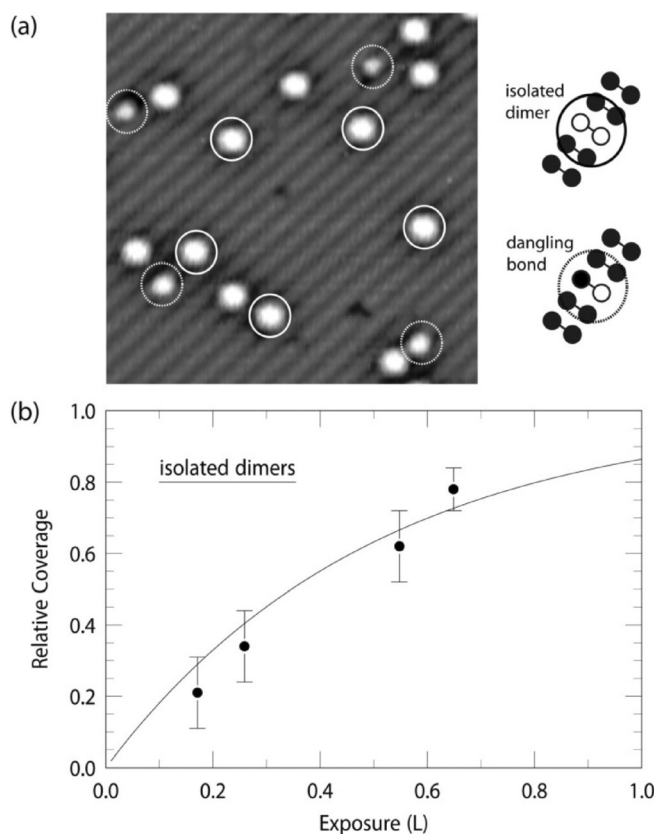 (a)
isolated
dimer
dangling
bond
(b)
1.0
isolated dimers
0.8
0.6
0.4
0.2
0.0
Relative Coverage
0.0 0.2 0.4 0.6 0.8 1.0
Exposure (L)